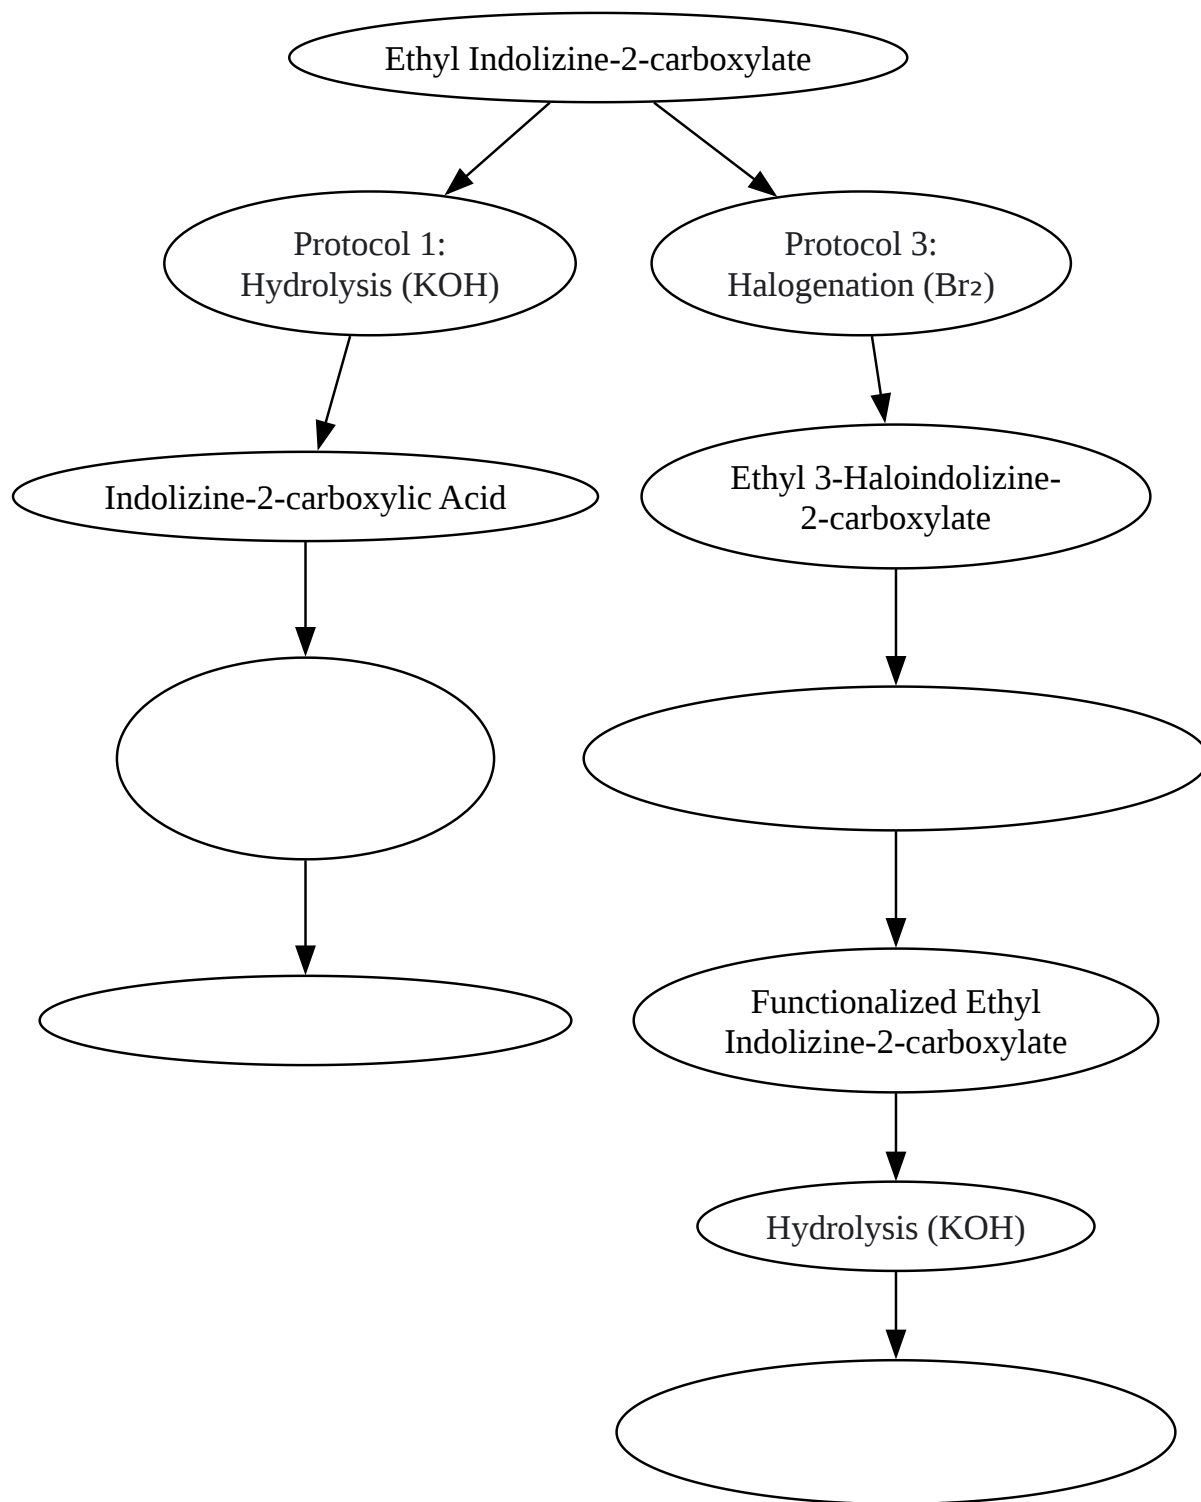 Ethyl Indolizine-2-carboxylate
Protocol 1:
Hydrolysis (KOH)
Protocol 3:
Halogenation (Br₂)
Indolizine-2-carboxylic Acid
Ethyl 3-Haloindolizine-
2-carboxylate
Functionalized Ethyl
Indolizine-2-carboxylate
Hydrolysis (KOH)